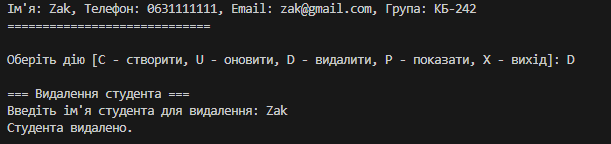 Ім'я: Zak, Телефон: 0631111111, Email: zak@gmail.com, Група: КБ-242
============================
Оберіть дію [C - створити, U - оновити, D - видалити, P - показати, X - вихід]: D
=== Видалення студента ===
Введіть ім'я студента для видалення: Zak
Студента видалено.